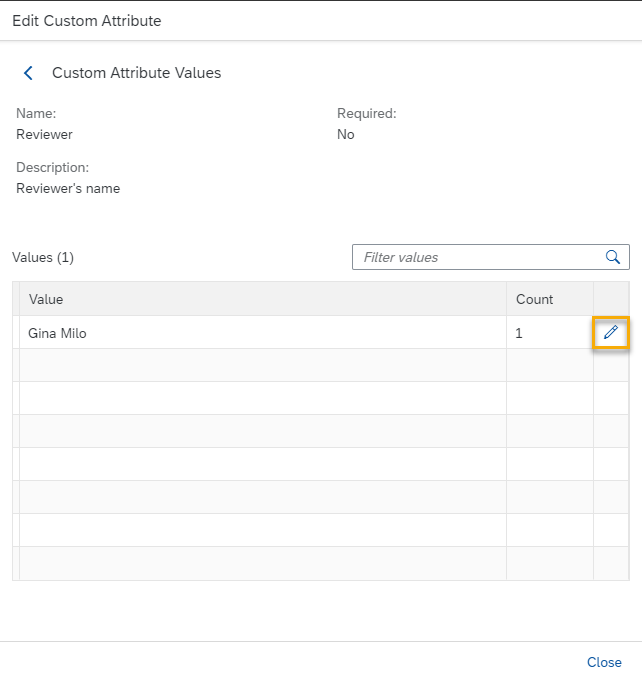 Edit Custom Attribute
Custom Attribute Values
Name:
Required:
Reviewer
No
Description:
Reviewer's name
Values (1)
Filter values
Value
Count
Gina Milo
1
Close